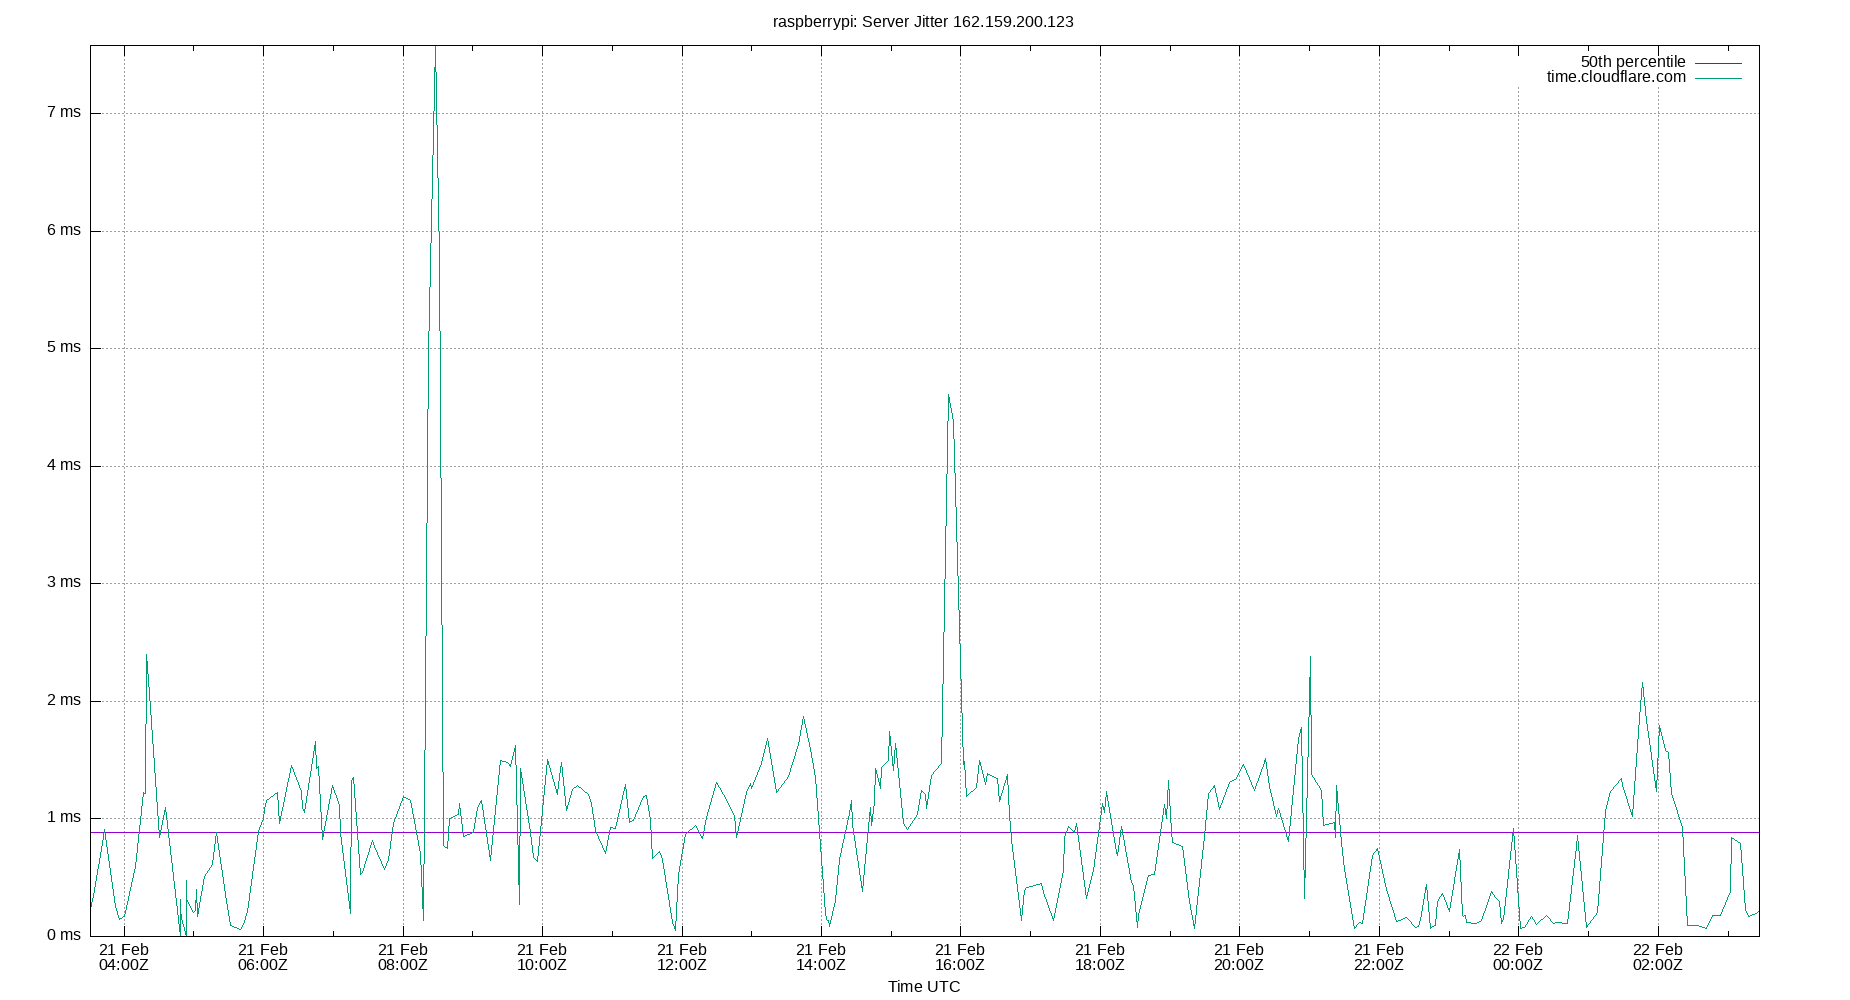 raspberrypi: Server Jitter 162.159.200.123
50th percentile
time.cloudflare.com
7 ms
6 ms
5 ms
4 ms
3 ms
2 ms
1 ms
0 ms
21 Feb 21 Feb 21 Feb 21 Feb 21 Feb 21 Feb 21 Feb 21 Feb 21 Feb 21 Feb 22 Feb 22 Feb
04:00Z 06:00Z 08:00Z 10:00Z 12:00Z 14:00Z 16:00Z 18:00Z 20:00Z 22:00Z 00:00Z 02:00Z
Time UTC